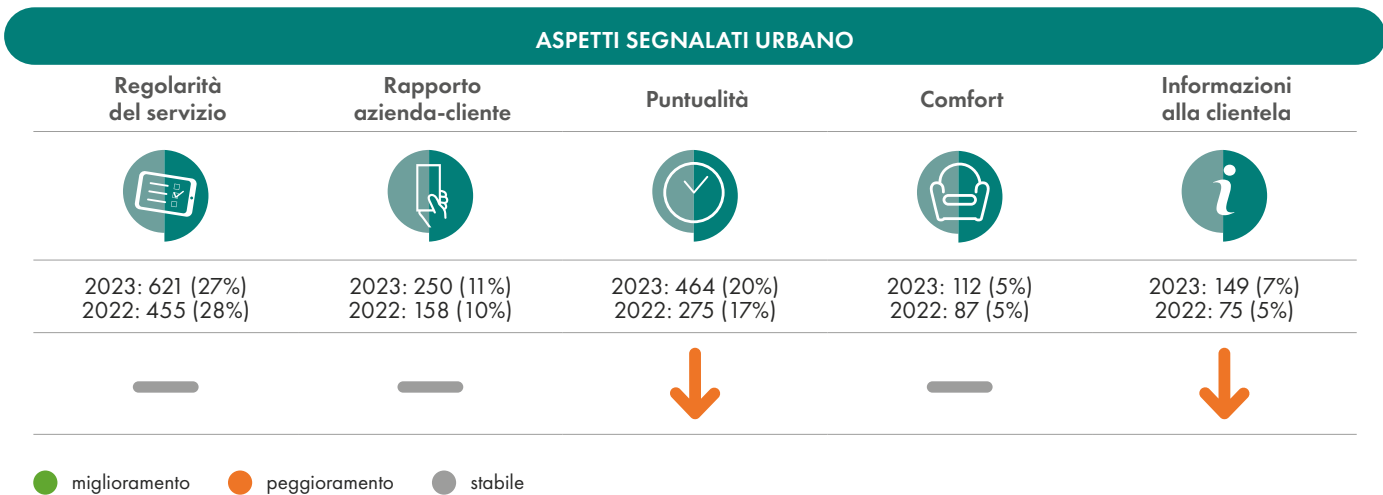 ASPETTI SEGNALATI URBANO
Regolarità
del servizio
Rapporto
azienda-cliente
Puntualità
Comfort
Informazioni
alla clientela
2023: 621 (27%)
2022: 455 (28%)
2023: 250 (11%)
2022: 158 (10%)
2023: 464 (20%)
2022: 275 (17%)
2023: 112 (5%)
2022: 87 (5%)
2023: 149 (7%)
2022: 75 (5%)
miglioramento
peggioramento
stabile